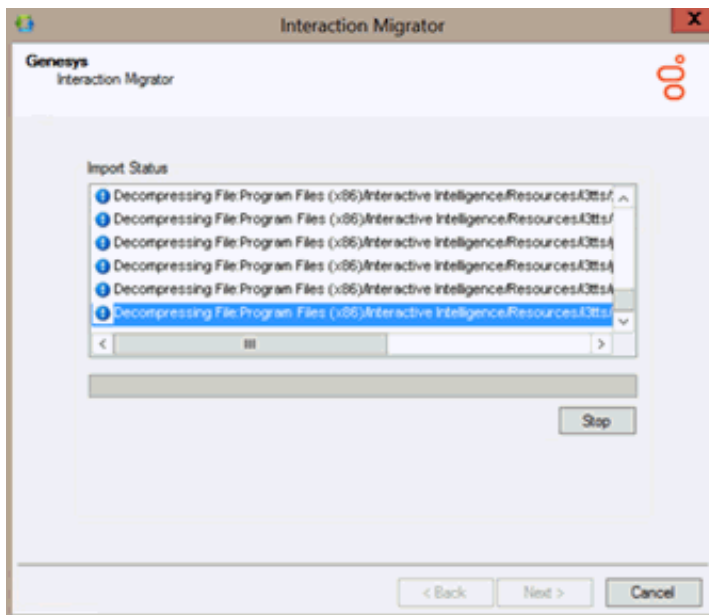 Interaction Migrator
X
Genesys
Interaction Migrator
Import Status
Decompressing File:Program Files (x86)/Interactive Intelligence/Resources/i3tts/
Decompressing File:Program Files (x86)/Interactive Intelligence/Resources/i3tts/
Decompressing File:Program Files (x86)/Interactive Intelligence/Resources/i3tts/
Decompressing File:Program Files (x86)/Interactive Intelligence/Resources/i3tts/
Decompressing File:Program Files (x86)/Interactive Intelligence/Resources/i3tts/
Decompressing File:Program Files (x86)/Interactive Intelligence/Resources/i3tts/
Stop
< Back
Next >
Cancel